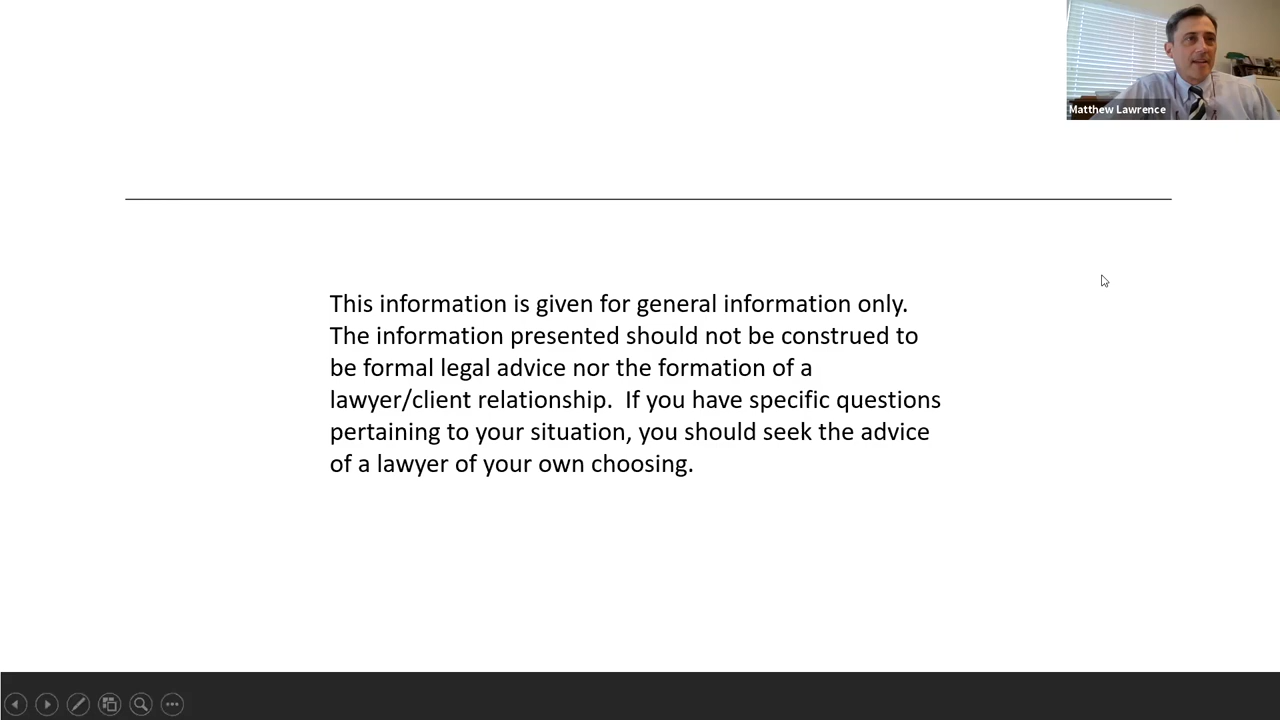 Matthew Lawrence
This information is given for general information only.
The information presented should not be construed to
be formal legal advice nor the formation of a
lawyer/client relationship.  If you have specific questions
pertaining to your situation, you should seek the advice
of a lawyer of your own choosing.